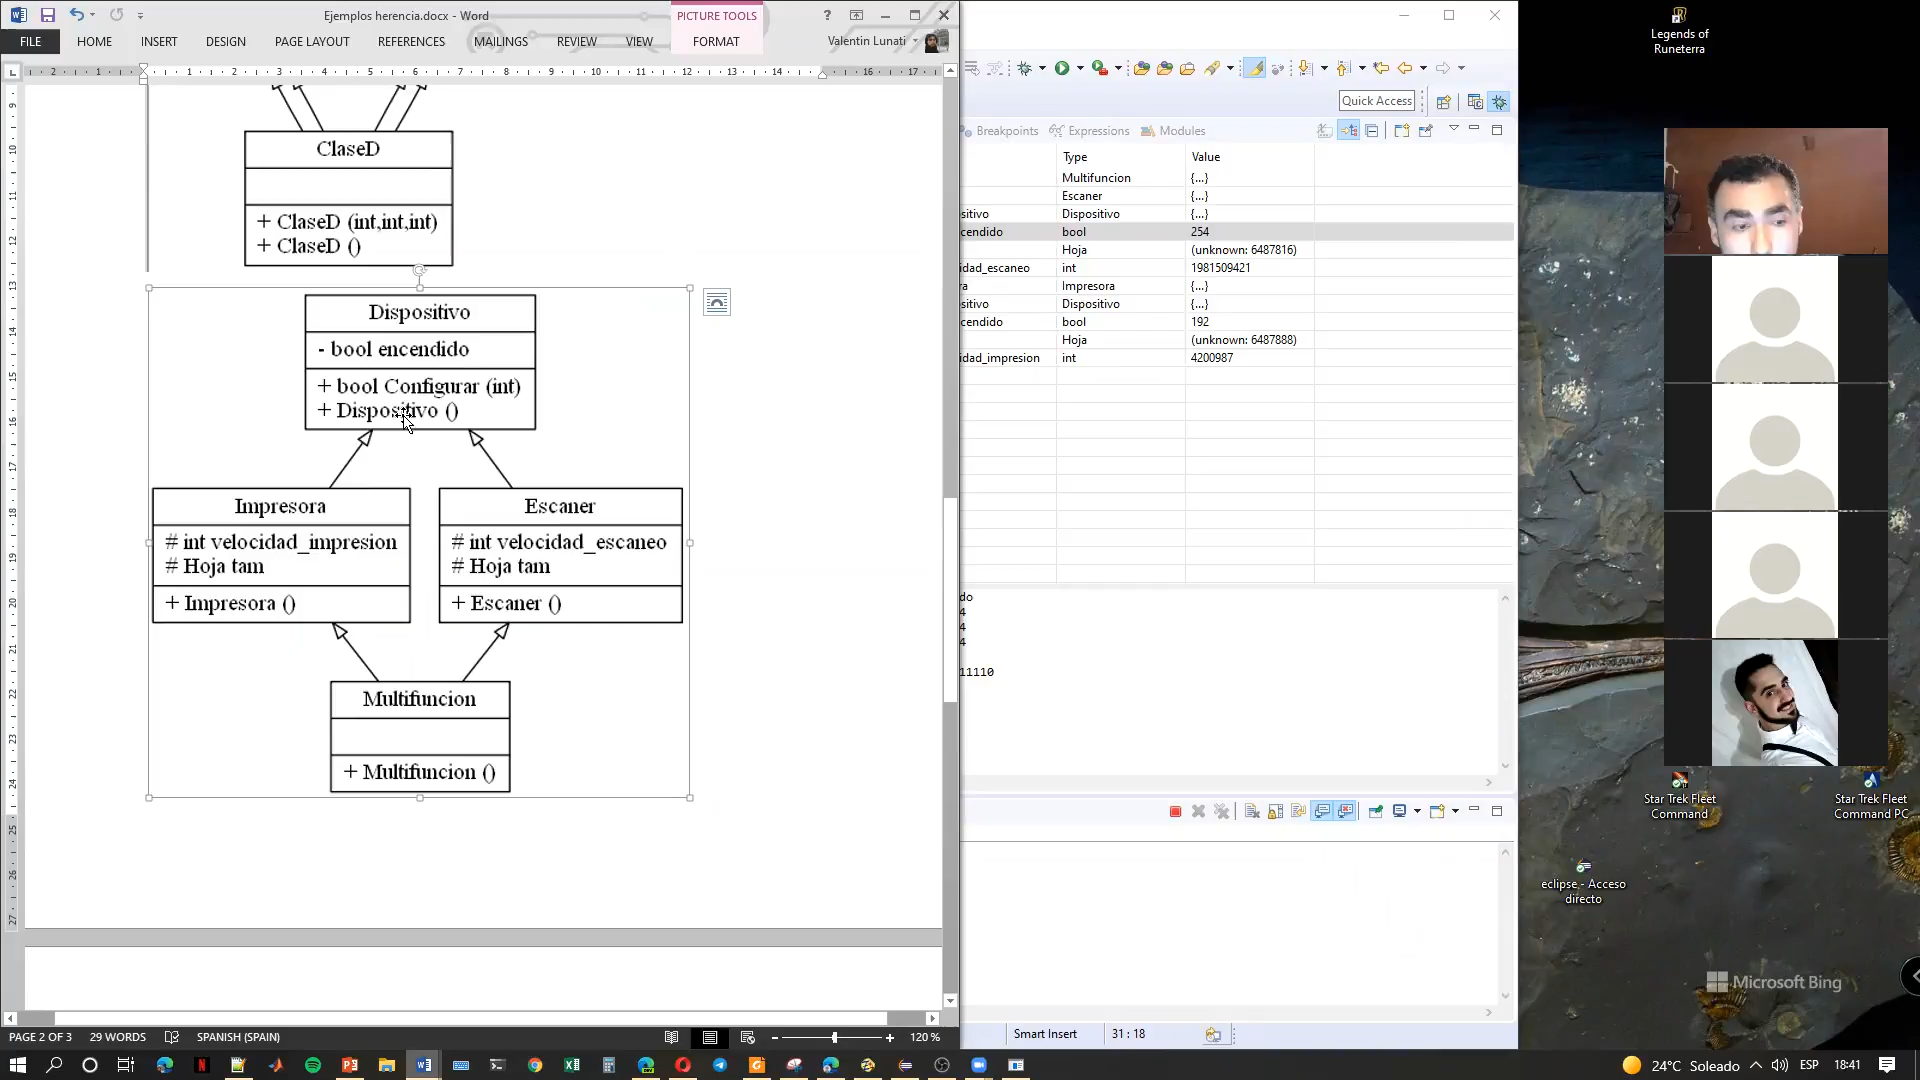 Ejemplos herencia.docx - Word
PICTURE TOOLS
FILE
HOME
INSERT
DESIGN
PAGE LAYOUT
REFERENCES
MAILINGS
REVIEW
VIEW
FORMAT
Valentin Lunati
ClaseD
+ ClaseD (int,int,int)
+ ClaseD ()
Dispositivo
- bool encendido
+ bool Configurar (int)
+ Dispositivo ()
Impresora
# int velocidad_impresion
# Hoja tam
+ Impresora ()
Escaner
# int velocidad_escaneo
# Hoja tam
+ Escaner ()
Multifuncion
+ Multifuncion ()
PAGE 2 OF 3
29 WORDS
SPANISH (SPAIN)
120 %
Quick Access
Breakpoints
Expressions
Modules
Type Value
Multifuncion {...}
Escaner {...}
sitivo Dispositivo {...}
cendido bool 254
Hoja (unknown: 6487816)
idad_escaneo int 1981509421
ra Impresora {...}
sitivo Dispositivo {...}
cendido bool 192
Hoja (unknown: 6487888)
idad_impresion int 4200987
do
4
4
4
11110
Smart Insert
31 : 18
Legends of
Runeterra
Star Trek Fleet
Command
Star Trek Fleet
Command PC
eclipse - Acceso
directo
Microsoft Bing
24°C Soleado
ESP
18:41